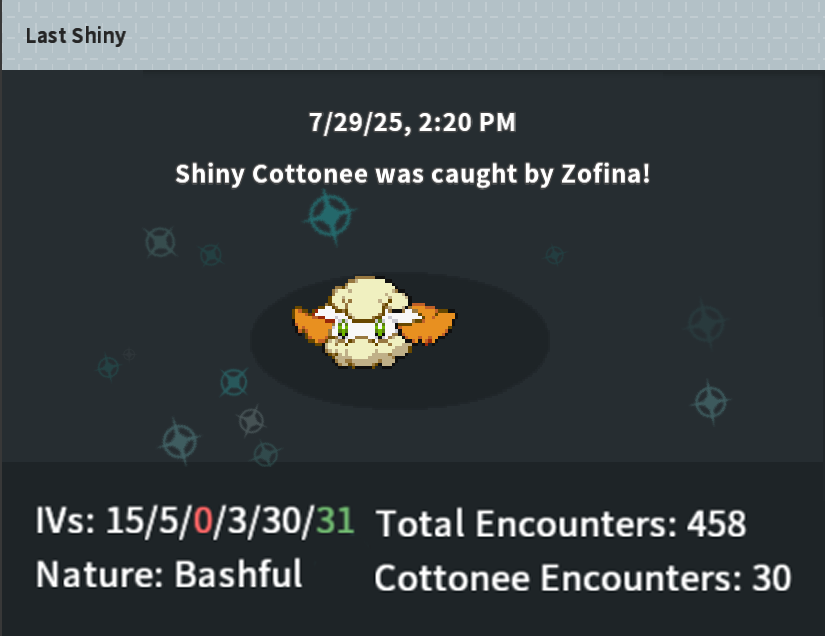 Last Shiny
7/29/25, 2:20 PM
Shiny Cottonee was caught by Zofina!
IVs: 15/5/0/3/30/31
Total Encounters: 458
Nature: Bashful
Cottonee Encounters: 30